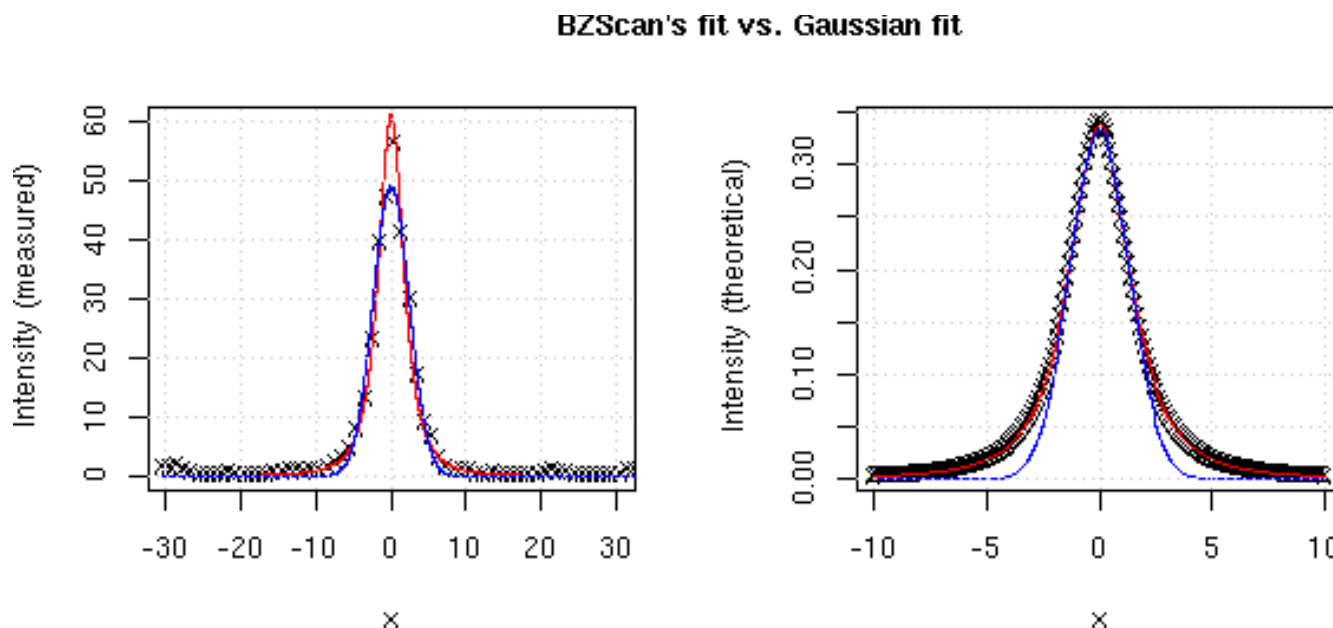 BZScan's fit vs. Gaussian fit
Intensity (measured)
60
50
40
30
20
10
0
-30 -20 -10 0 10 20 30
x
Intensity (theoretical)
0.30
0.20
0.10
0.00
-10 -5 0 5 10
x